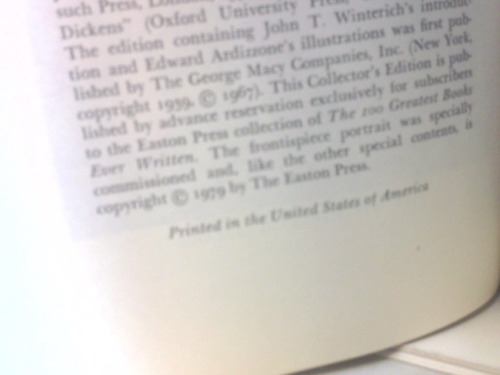 such Press, London,
Dickens" (Oxford University Press,
The edition containing John T. Winterich's introduc-
tion and Edward Ardizzone's illustrations was first pub-
lished by The George Macy Companies, Inc. (New York,
copyright 1939, © 1967). This Collector's Edition is pub-
lished by advance reservation exclusively for subscribers
to the Easton Press collection of The 100 Greatest Books
Ever Written. The frontispiece portrait was specially
commissioned and, like the other special contents, is
copyright © 1979 by The Easton Press.
Printed in the United States of America